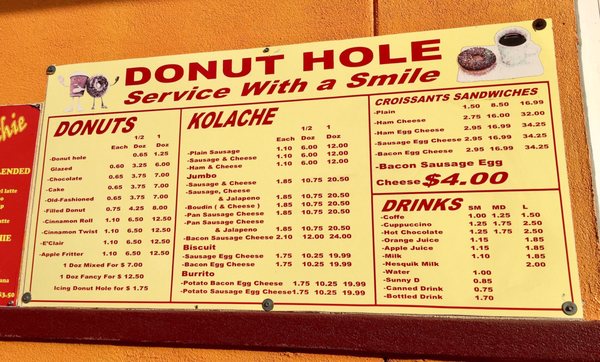 DONUT HOLE
Service With a Smile
DONUTS
1/2 1
Each Doz Doz
-Donut hole 0.65 1.25
Glazed 0.60 3.25 6.00
-Chocolate 0.65 3.75 7.00
-Cake 0.65 3.75 7.00
-Old-Fashioned 0.65 3.75 7.00
-Filled Donut 0.75 4.25 8.00
-Cinnamon Roll 1.10 6.50 12.50
-Cinnamon Twist 1.10 6.50 12.50
-E'Clair 1.10 6.50 12.50
-Apple Fritter 1.10 6.50 12.50
1 Doz Mixed For $ 7.00
1 Doz Fancy For $ 12.50
Icing Donut Hole for $ 1.75
KOLACHE
1/2 1
Each Doz Doz
-Plain Sausage 1.10 6.00 12.00
-Sausage & Cheese 1.10 6.00 12.00
-Ham & Cheese 1.10 6.00 12.00
Jumbo
-Sausage & Cheese 1.85 10.75 20.50
-Sausage, Cheese
& Jalapeno 1.85 10.75 20.50
-Boudin ( & Cheese ) 1.85 10.75 20.50
-Pan Sausage Cheese 1.85 10.75 20.50
-Pan Sausage Cheese
& Jalapeno 1.85 10.75 20.50
-Bacon Sausage Cheese 2.10 12.00 24.00
Biscuit
-Sausage Egg Cheese 1.75 10.25 19.99
-Bacon Egg Cheese 1.75 10.25 19.99
Burrito
-Potato Bacon Egg Cheese 1.75 10.25 19.99
-Potato Sausage Egg Cheese 1.75 10.25 19.99
CROISSANTS SANDWICHES
-Plain 1.50 8.50 16.99
-Ham Cheese 2.75 16.00 32.00
-Ham Egg Cheese 2.95 16.95 34.25
-Sausage Egg Cheese 2.95 16.95 34.25
-Bacon Egg Cheese 2.95 16.95 34.25
-Bacon Sausage Egg
Cheese $4.00
DRINKS SM MD L
-Coffe 1.00 1.25 1.50
-Cuppuccino 1.25 1.75 2.50
-Hot Chocolate 1.25 1.75 2.50
-Orange Juice 1.15 1.85
-Apple Juice 1.15 1.85
-Milk 1.10 1.85
-Nesquik Milk 2.00
-Water 1.00
-Sunny D 0.85
-Canned Drink 0.75
-Bottled Drink 1.70